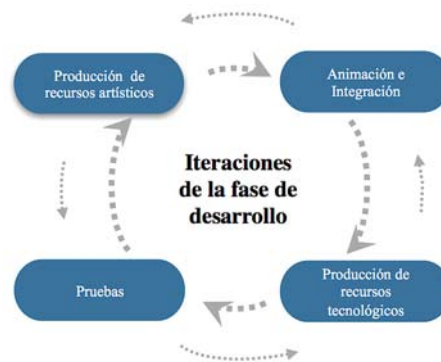 Producción de
recursos artísticos
Animación e
Integración
Iteraciones
de la fase de
desarrollo
Pruebas
Producción de
recursos
tecnológicos